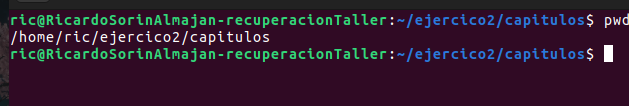 ric@RicardoSorinAlmajan-recuperacionTaller:~/ejercico2/capitulos$ pwd
/home/ric/ejercico2/capitulos
ric@RicardoSorinAlmajan-recuperacionTaller:~/ejercico2/capitulos$